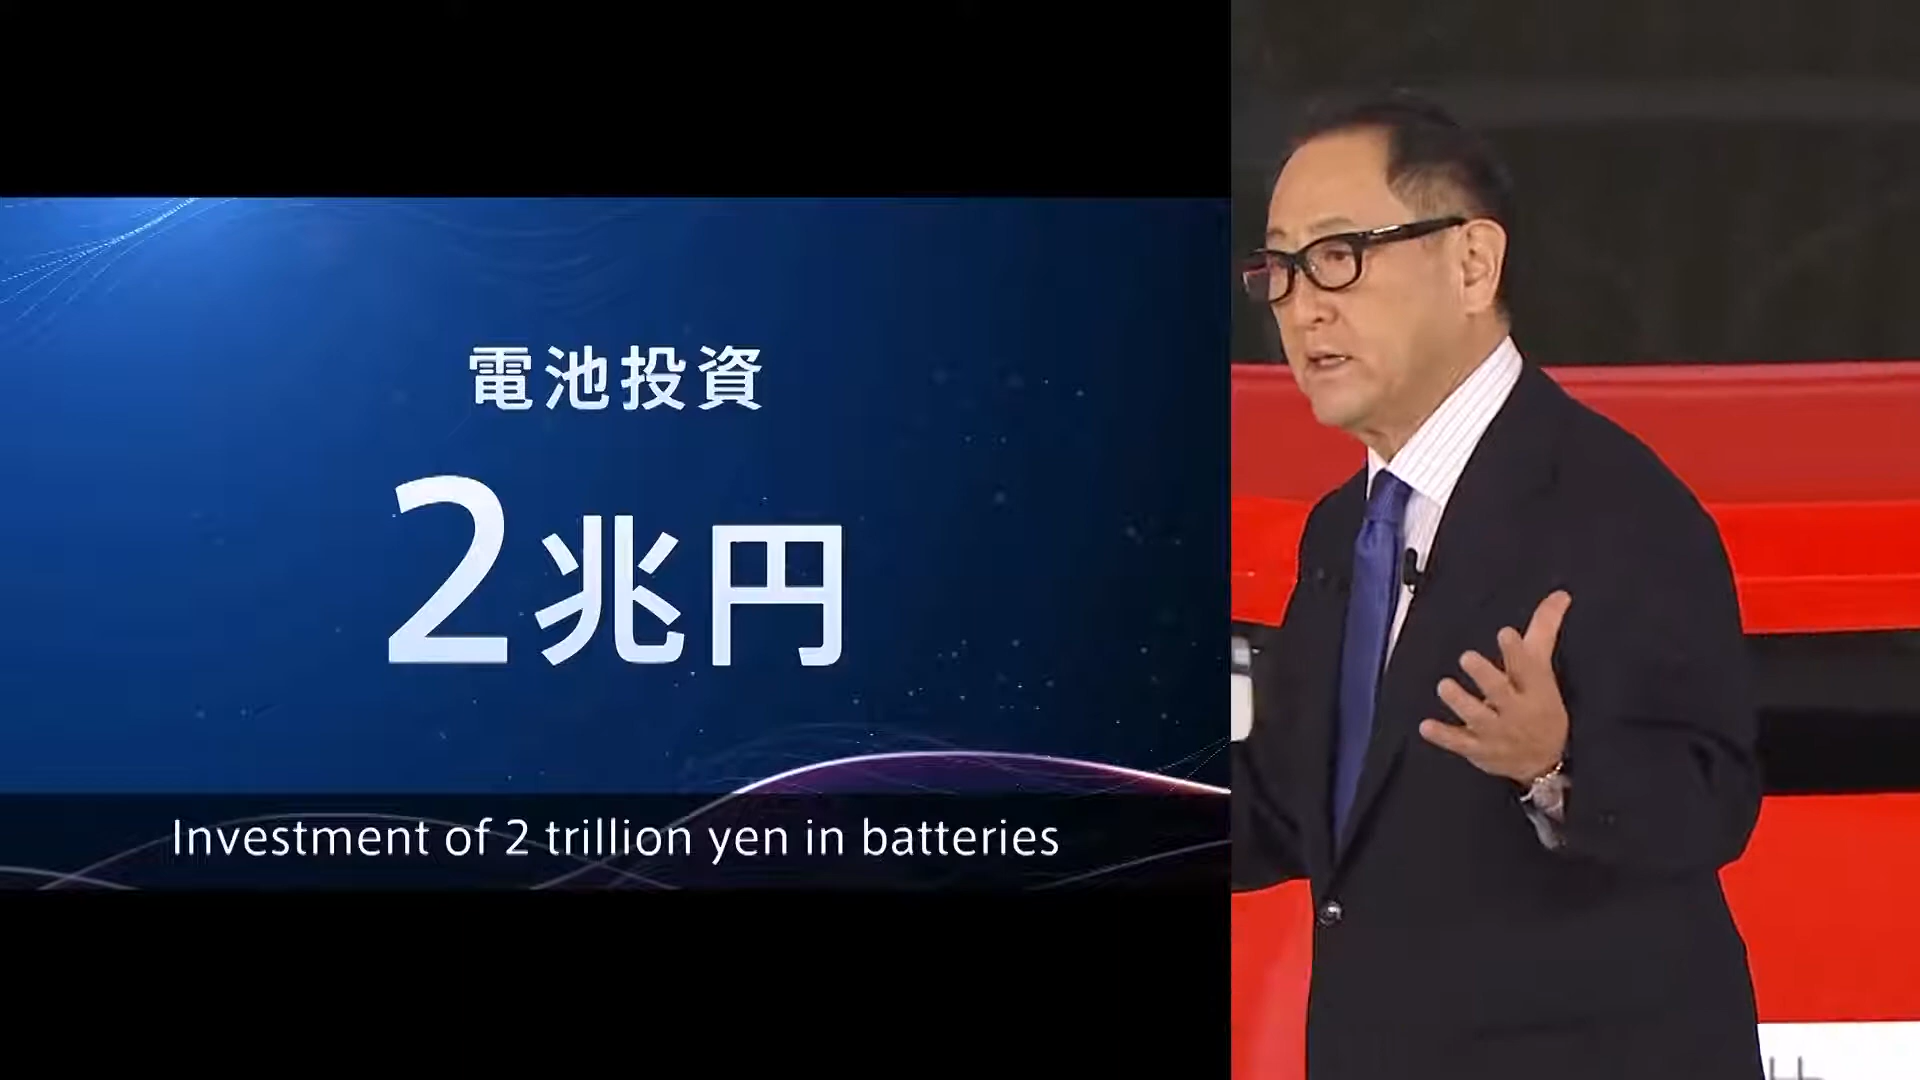 電池投資
2兆円
Investment of 2 trillion yen in batteries